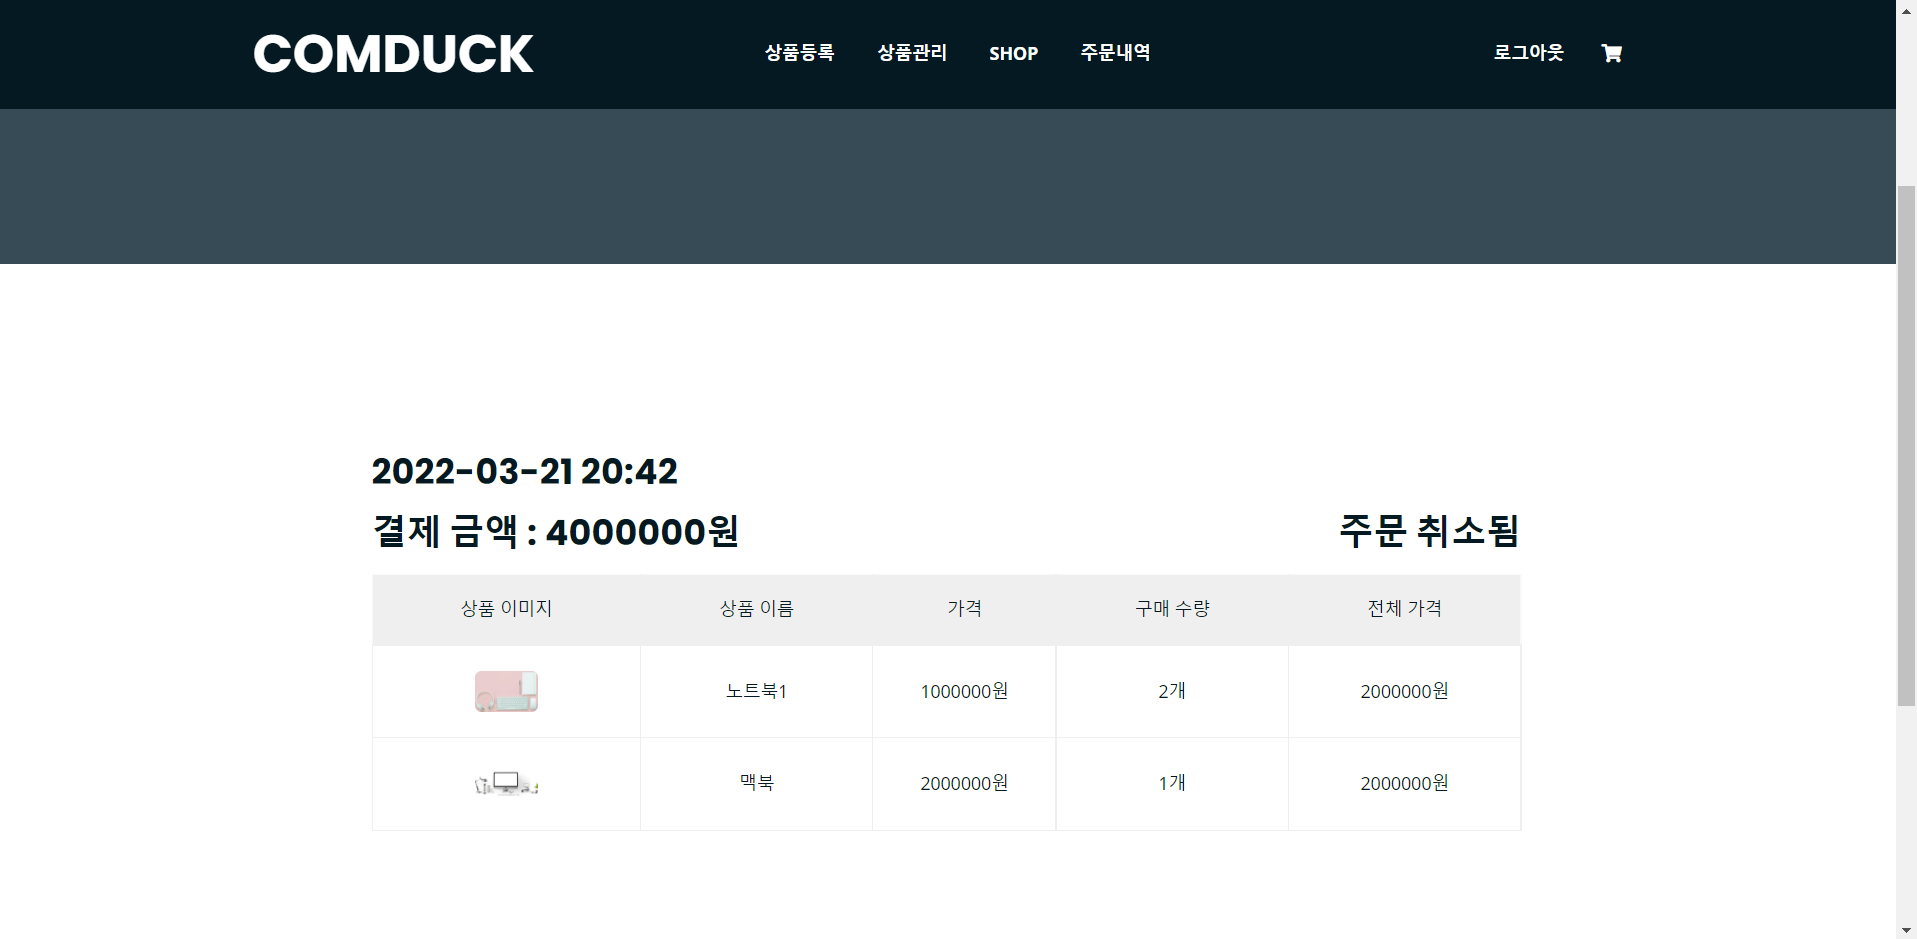 COMDUCK 상품등록 상품관리 SHOP 주문내역 로그아웃
2022-03-21 20:42
결제 금액 : 4000000원 주문 취소됨
상품 이미지 상품 이름 가격 구매 수량 전체 가격
노트북1 1000000원 2개 2000000원
맥북 2000000원 1개 2000000원